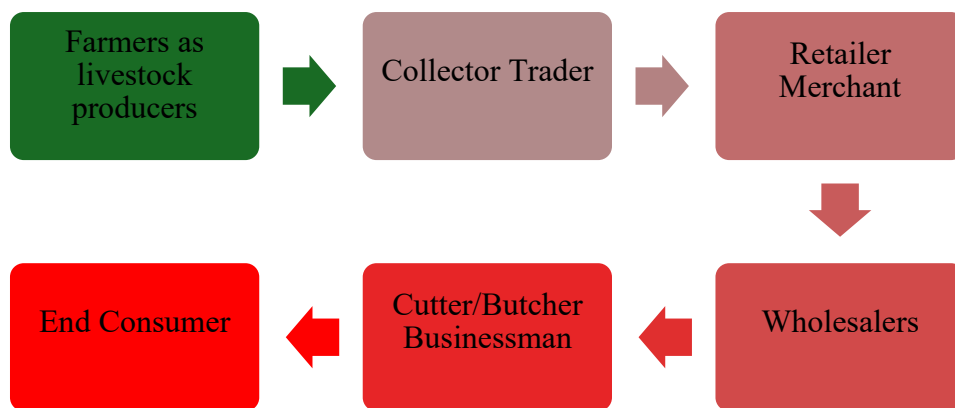 Farmers as
livestock
producers
Collector Trader
Retailer
Merchant
Wholesalers
Cutter/Butcher
Businessman
End Consumer